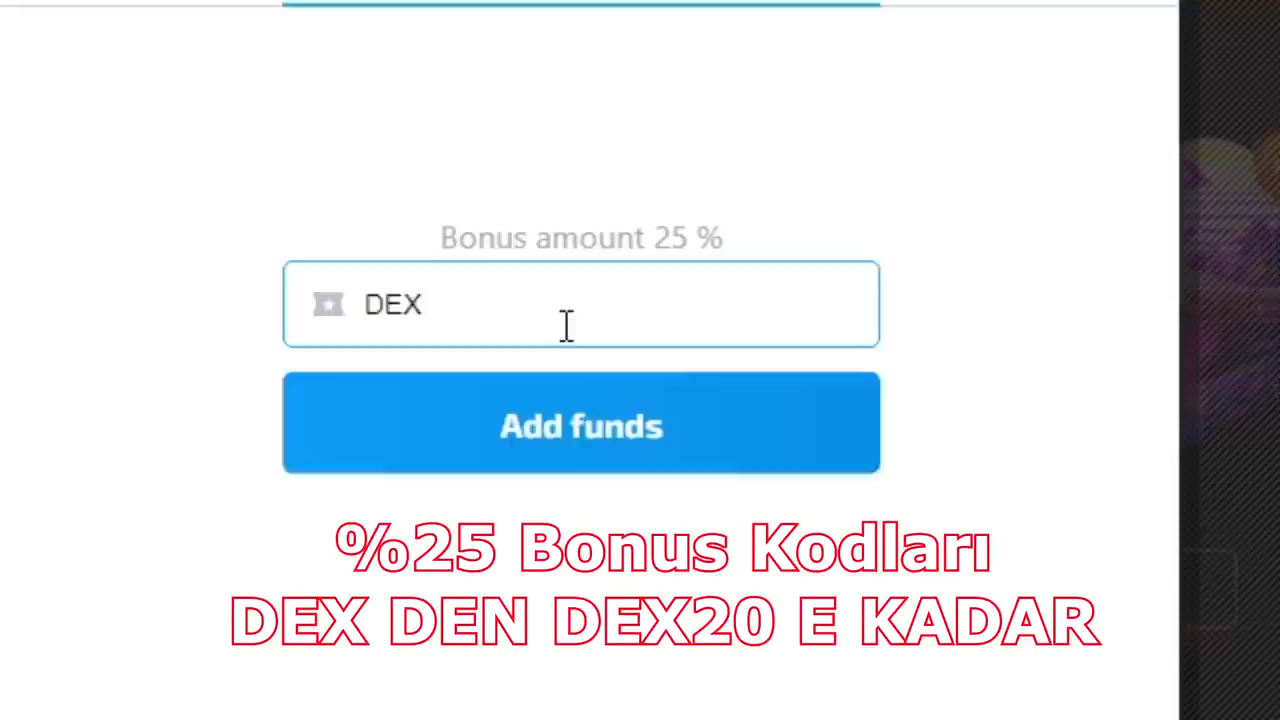 Bonus amount 25 %
DEX
Add funds
%25 Bonus Kodları
DEX DEN DEX20 E KADAR